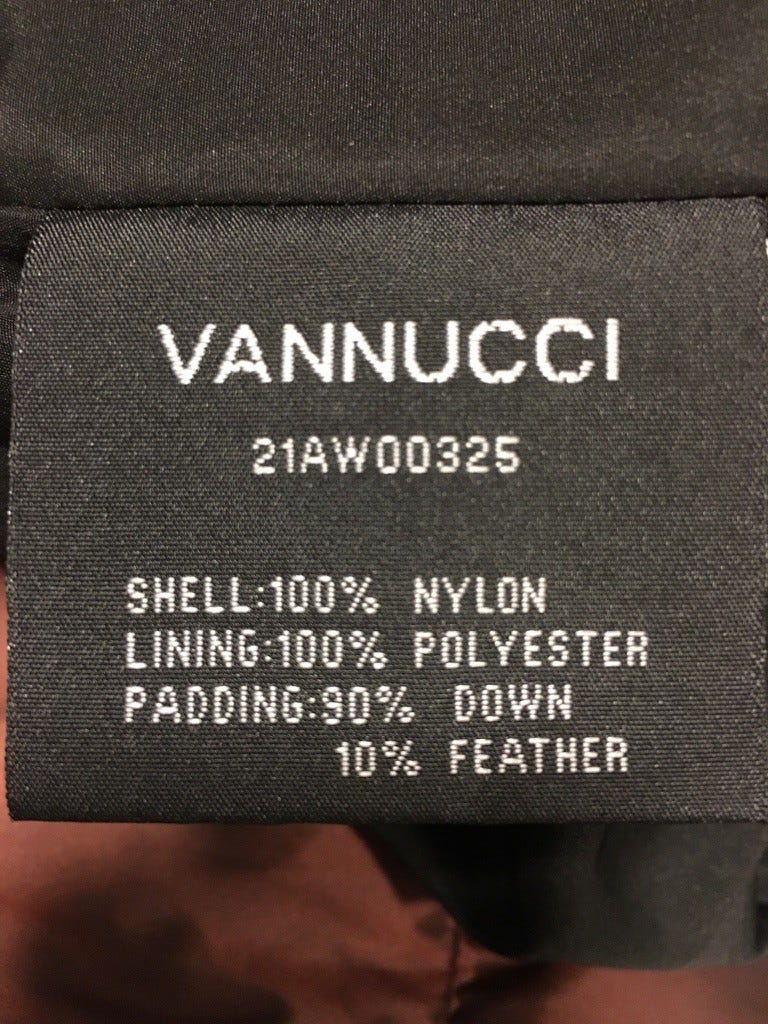 VANNUCCI
21AW00325
SHELL:100% NYLON
LINING:100% POLYESTER
PADDING:90% DOWN
10% FEATHER